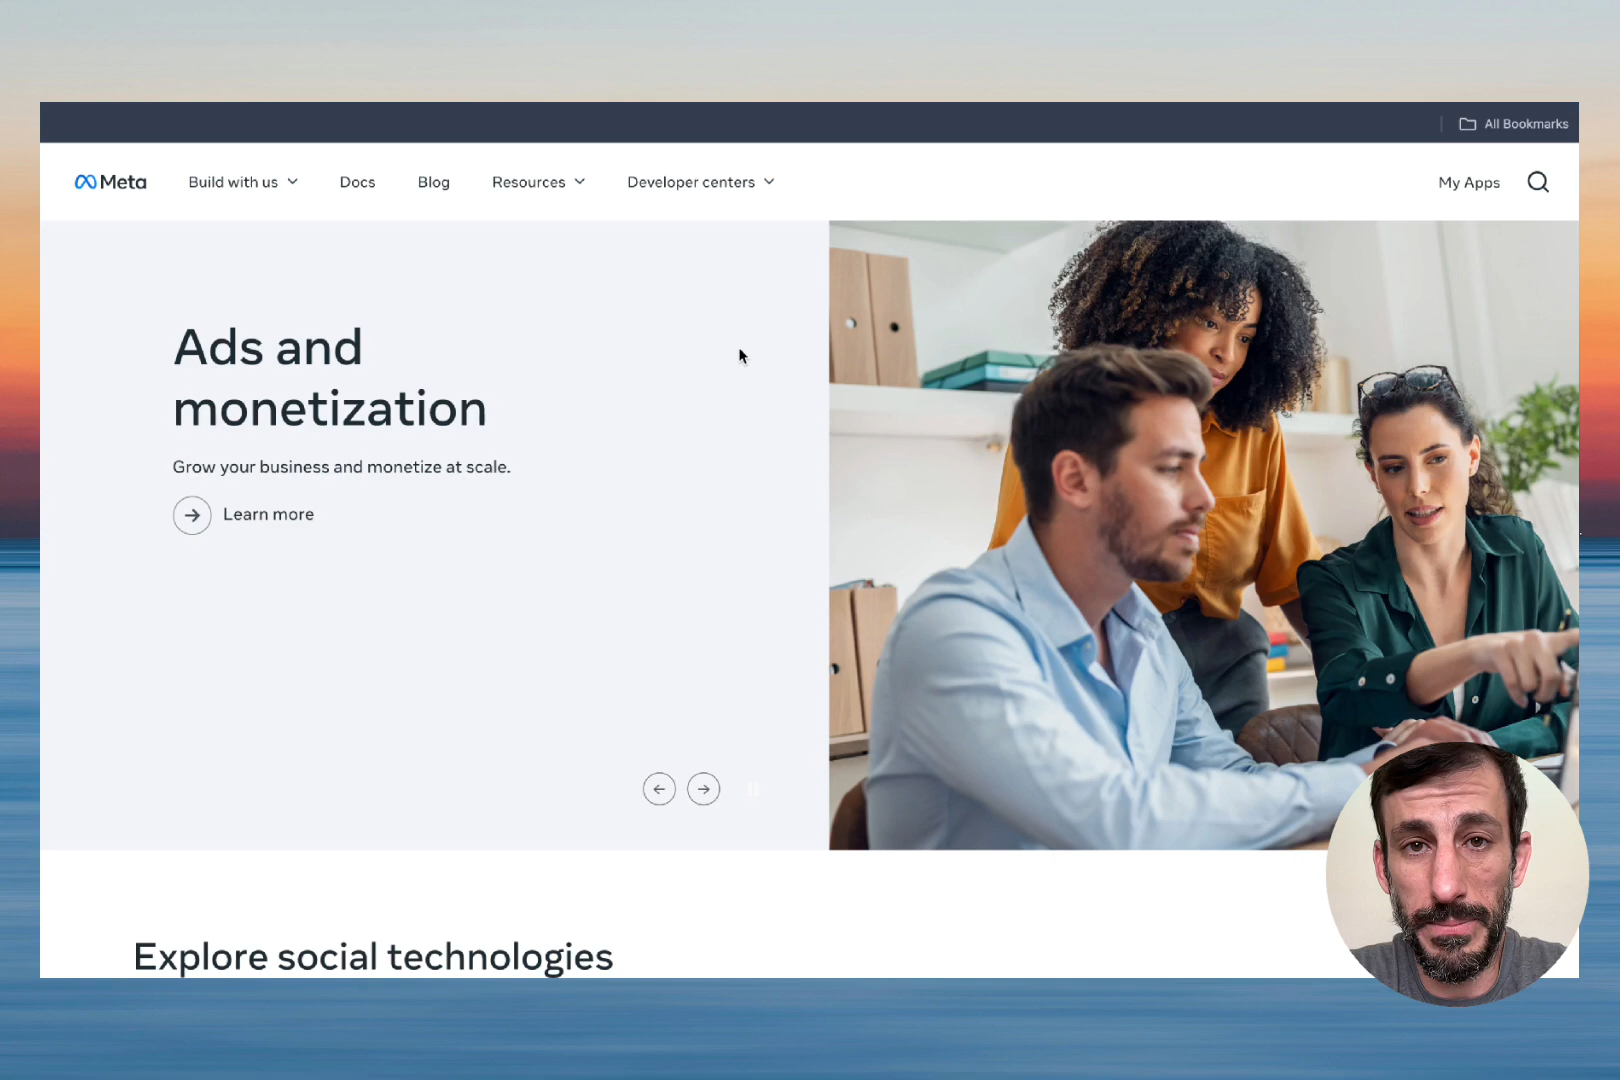 All Bookmarks
Meta Build with us Docs Blog Resources Developer centers My Apps
Ads and
monetization
Grow your business and monetize at scale.
Learn more
Explore social technologies